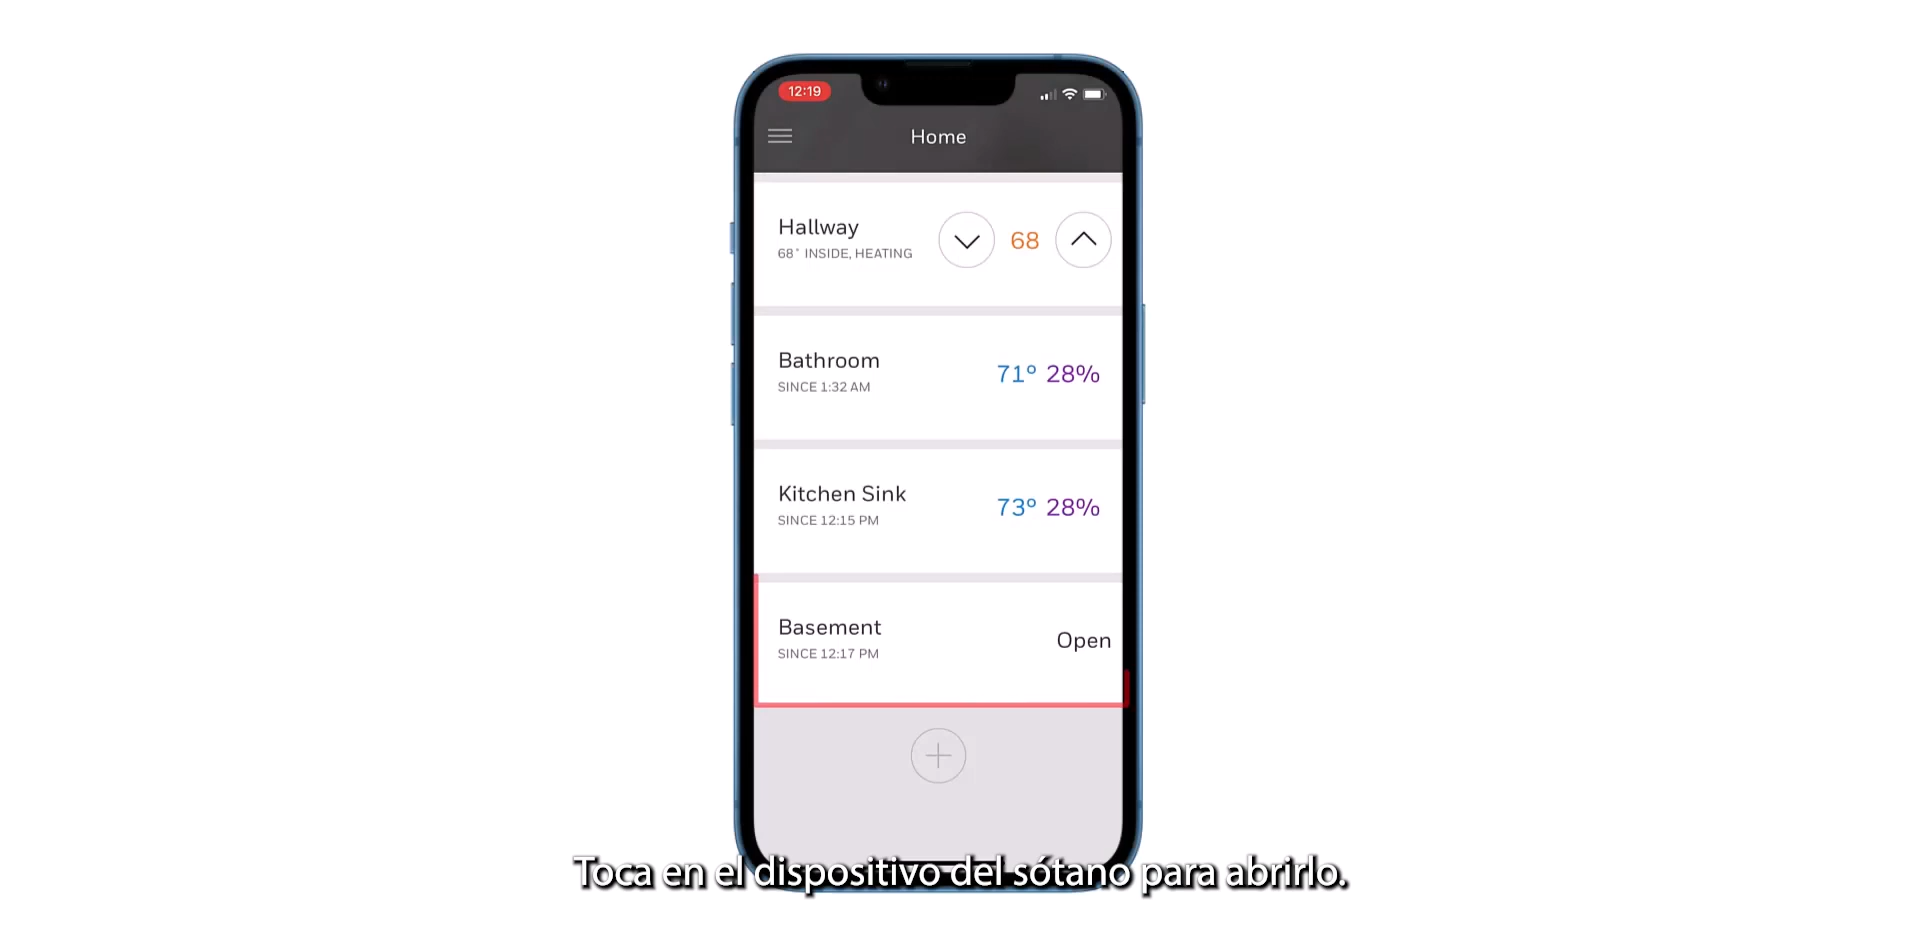 12:19
Home
Hallway
68° INSIDE, HEATING
68
Bathroom
SINCE 1:32 AM
71° 28%
Kitchen Sink
SINCE 12:15 PM
73° 28%
Basement
SINCE 12:17 PM
Open
Toca en el dispositivo del sótano para abrirlo.